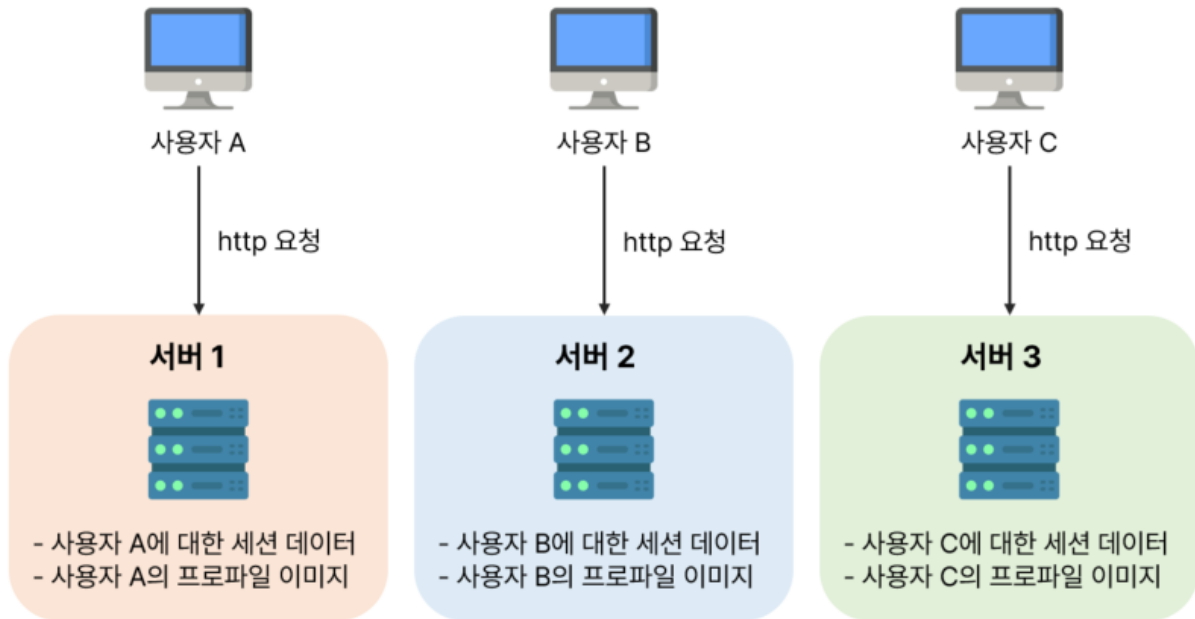 사용자 A
사용자 B
사용자 C
http 요청
http 요청
http 요청
서버 1
서버 2
서버 3
- 사용자 A에 대한 세션 데이터
- 사용자 A의 프로파일 이미지
- 사용자 B에 대한 세션 데이터
- 사용자 B의 프로파일 이미지
- 사용자 C에 대한 세션 데이터
- 사용자 C의 프로파일 이미지